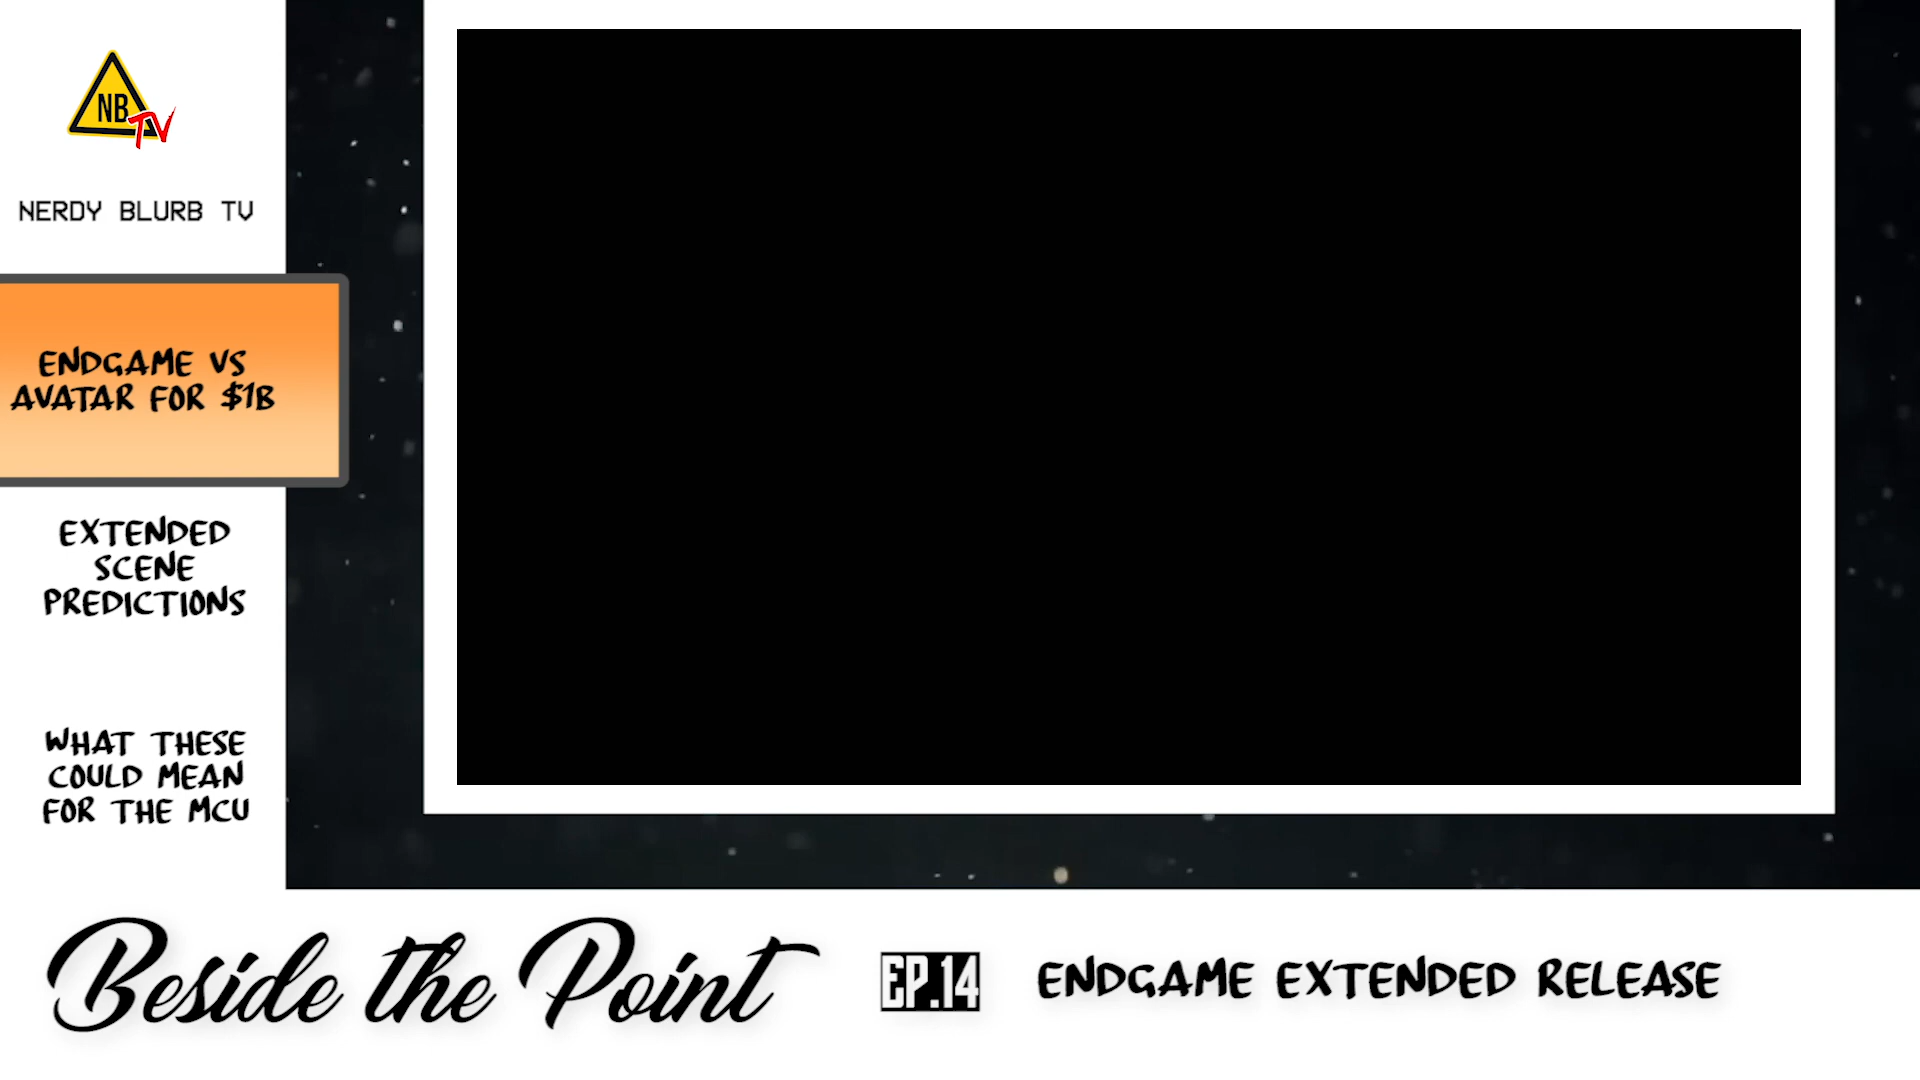 NB
TV
NERDY BLURB TV
ENDGAME VS
AVATAR FOR $1B
EXTENDED
SCENE
PREDICTIONS
WHAT THESE
COULD MEAN
FOR THE MCU
Beside the Point
EP.14
ENDGAME EXTENDED RELEASE